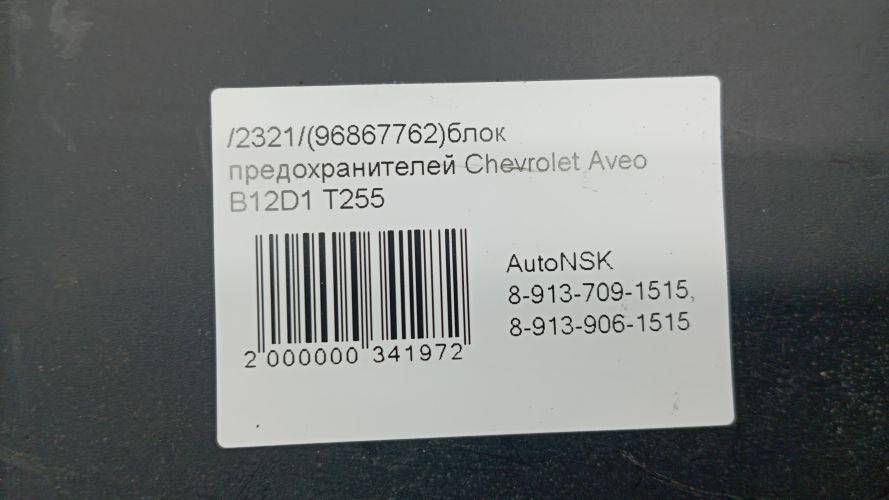 /2321/(96867762)блок
предохранителей Chevrolet Aveo
B12D1 T255
AutoNSK
8-913-709-1515,
8-913-906-1515
2 000000 341972